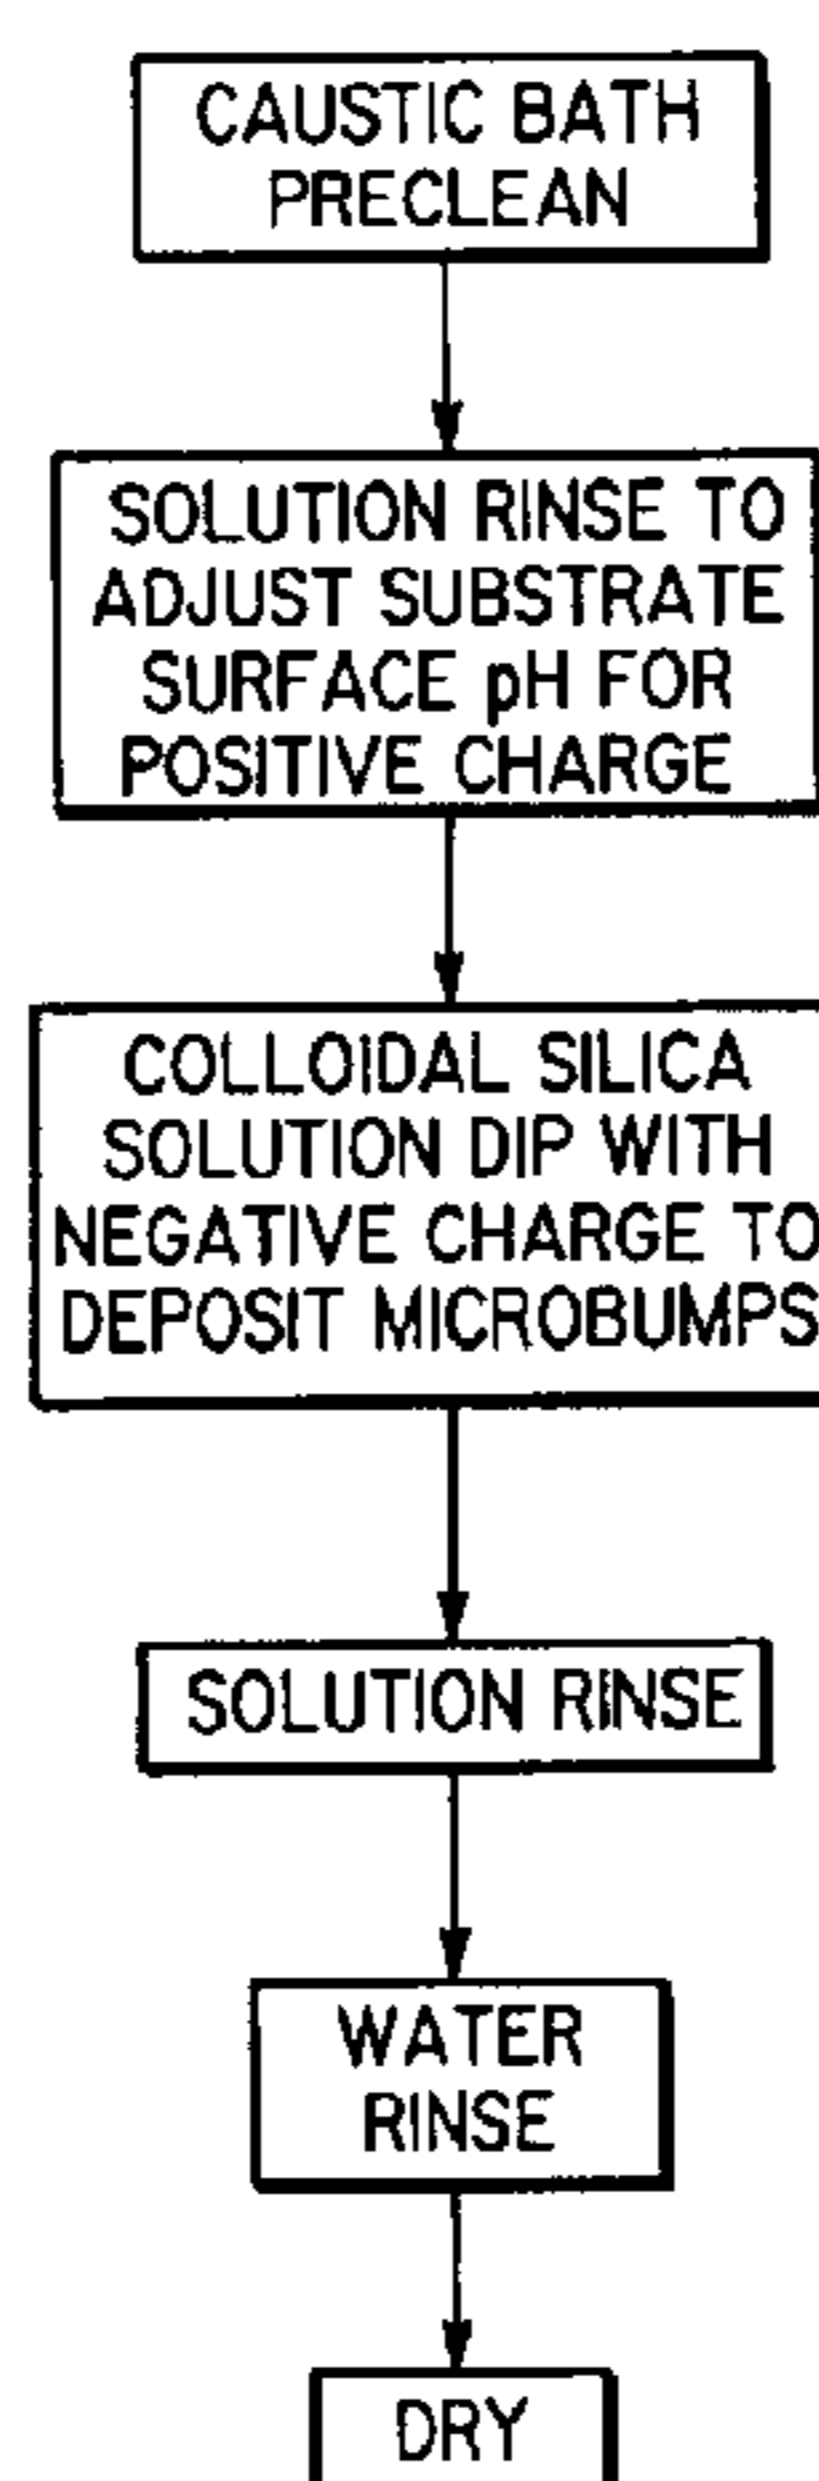 CAUSTIC BATH
PRECLEAN
SOLUTION RINSE TO
ADJUST SUBSTRATE
SURFACE pH FOR
POSITIVE CHARGE
COLLOIDAL SILICA
SOLUTION DIP WITH
NEGATIVE CHARGE TO
DEPOSIT MICROBUMPS
SOLUTION RINSE
WATER
RINSE
DRY